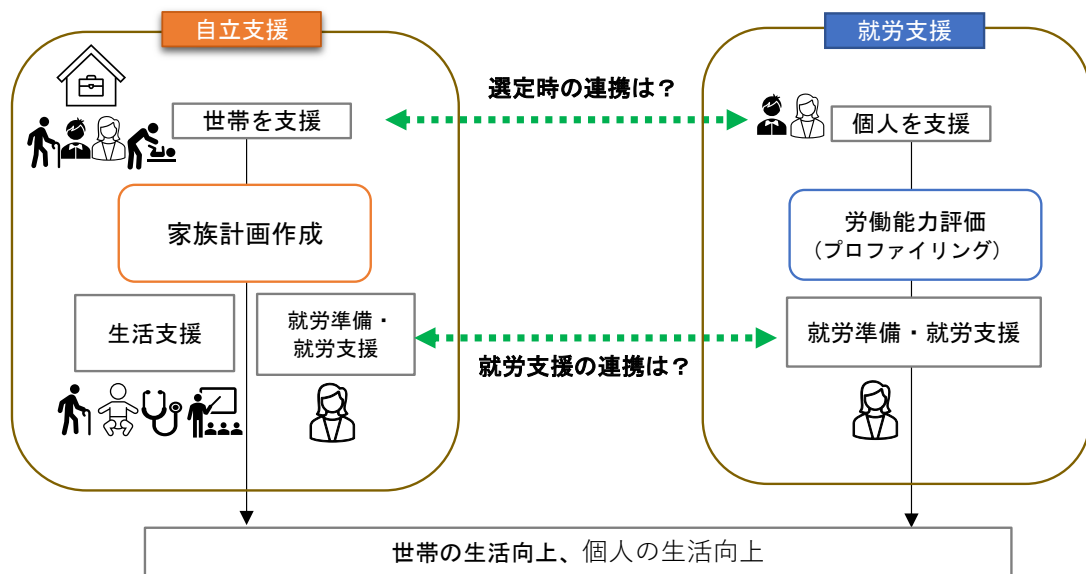 自立支援
就労支援
選定時の連携は？
世帯を支援
個人を支援
家族計画作成
労働能力評価
（プロファイリング）
生活支援
就労準備・
就労支援
就労準備・就労支援
就労支援の連携は？
世帯の生活向上、個人の生活向上